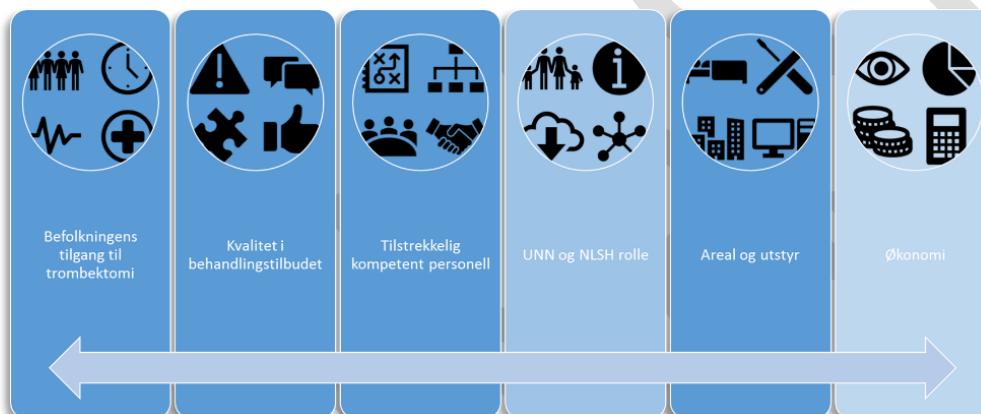 Befolkningens
tilgang til
trombektomi
Kvalitet i
behandlingstilbudet
Tilstrekkelig
kompetent personell
UNN og NLSH rolle
Areal og utstyr
Økonomi